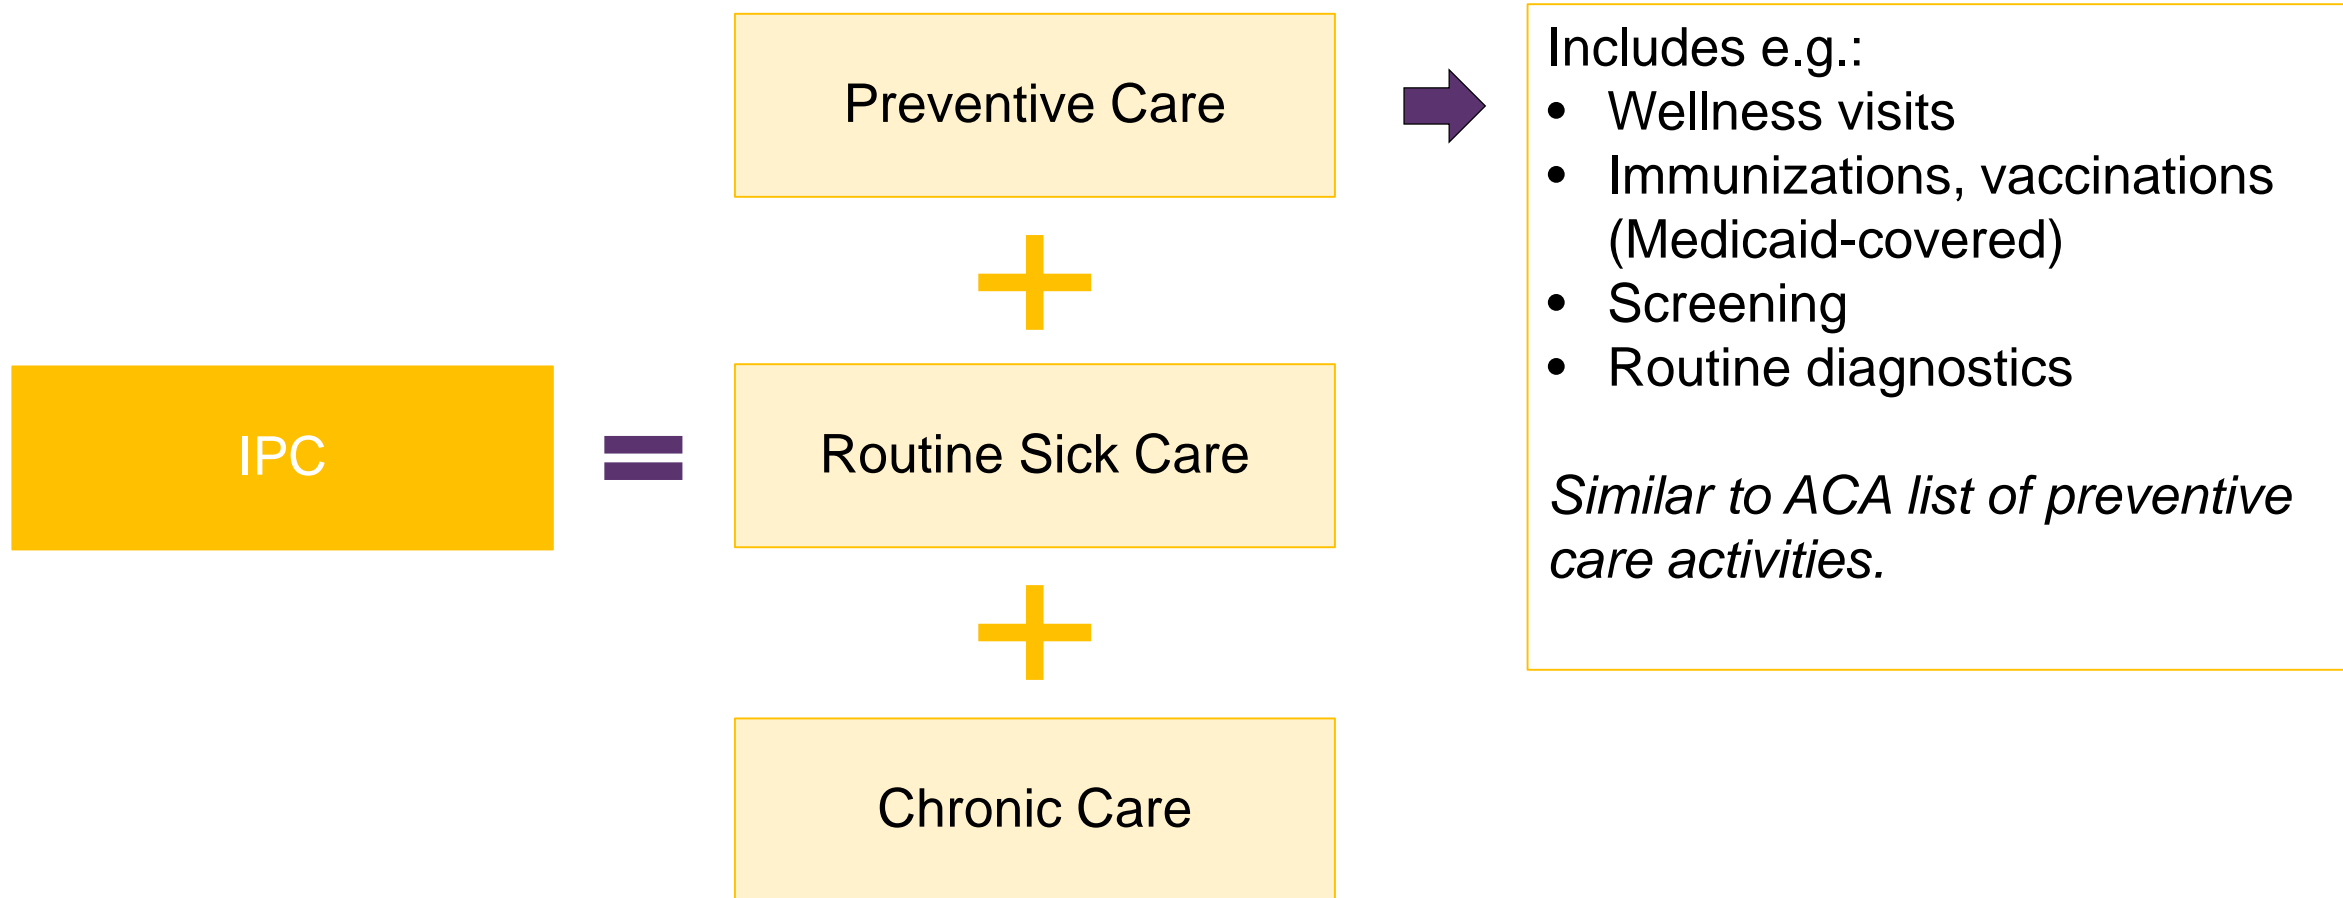 Preventive Care
IPC
Routine Sick Care
Chronic Care
Includes e.g.:
• Wellness visits
• Immunizations, vaccinations
(Medicaid-covered)
• Screening
• Routine diagnostics
Similar to ACA list of preventive
care activities.